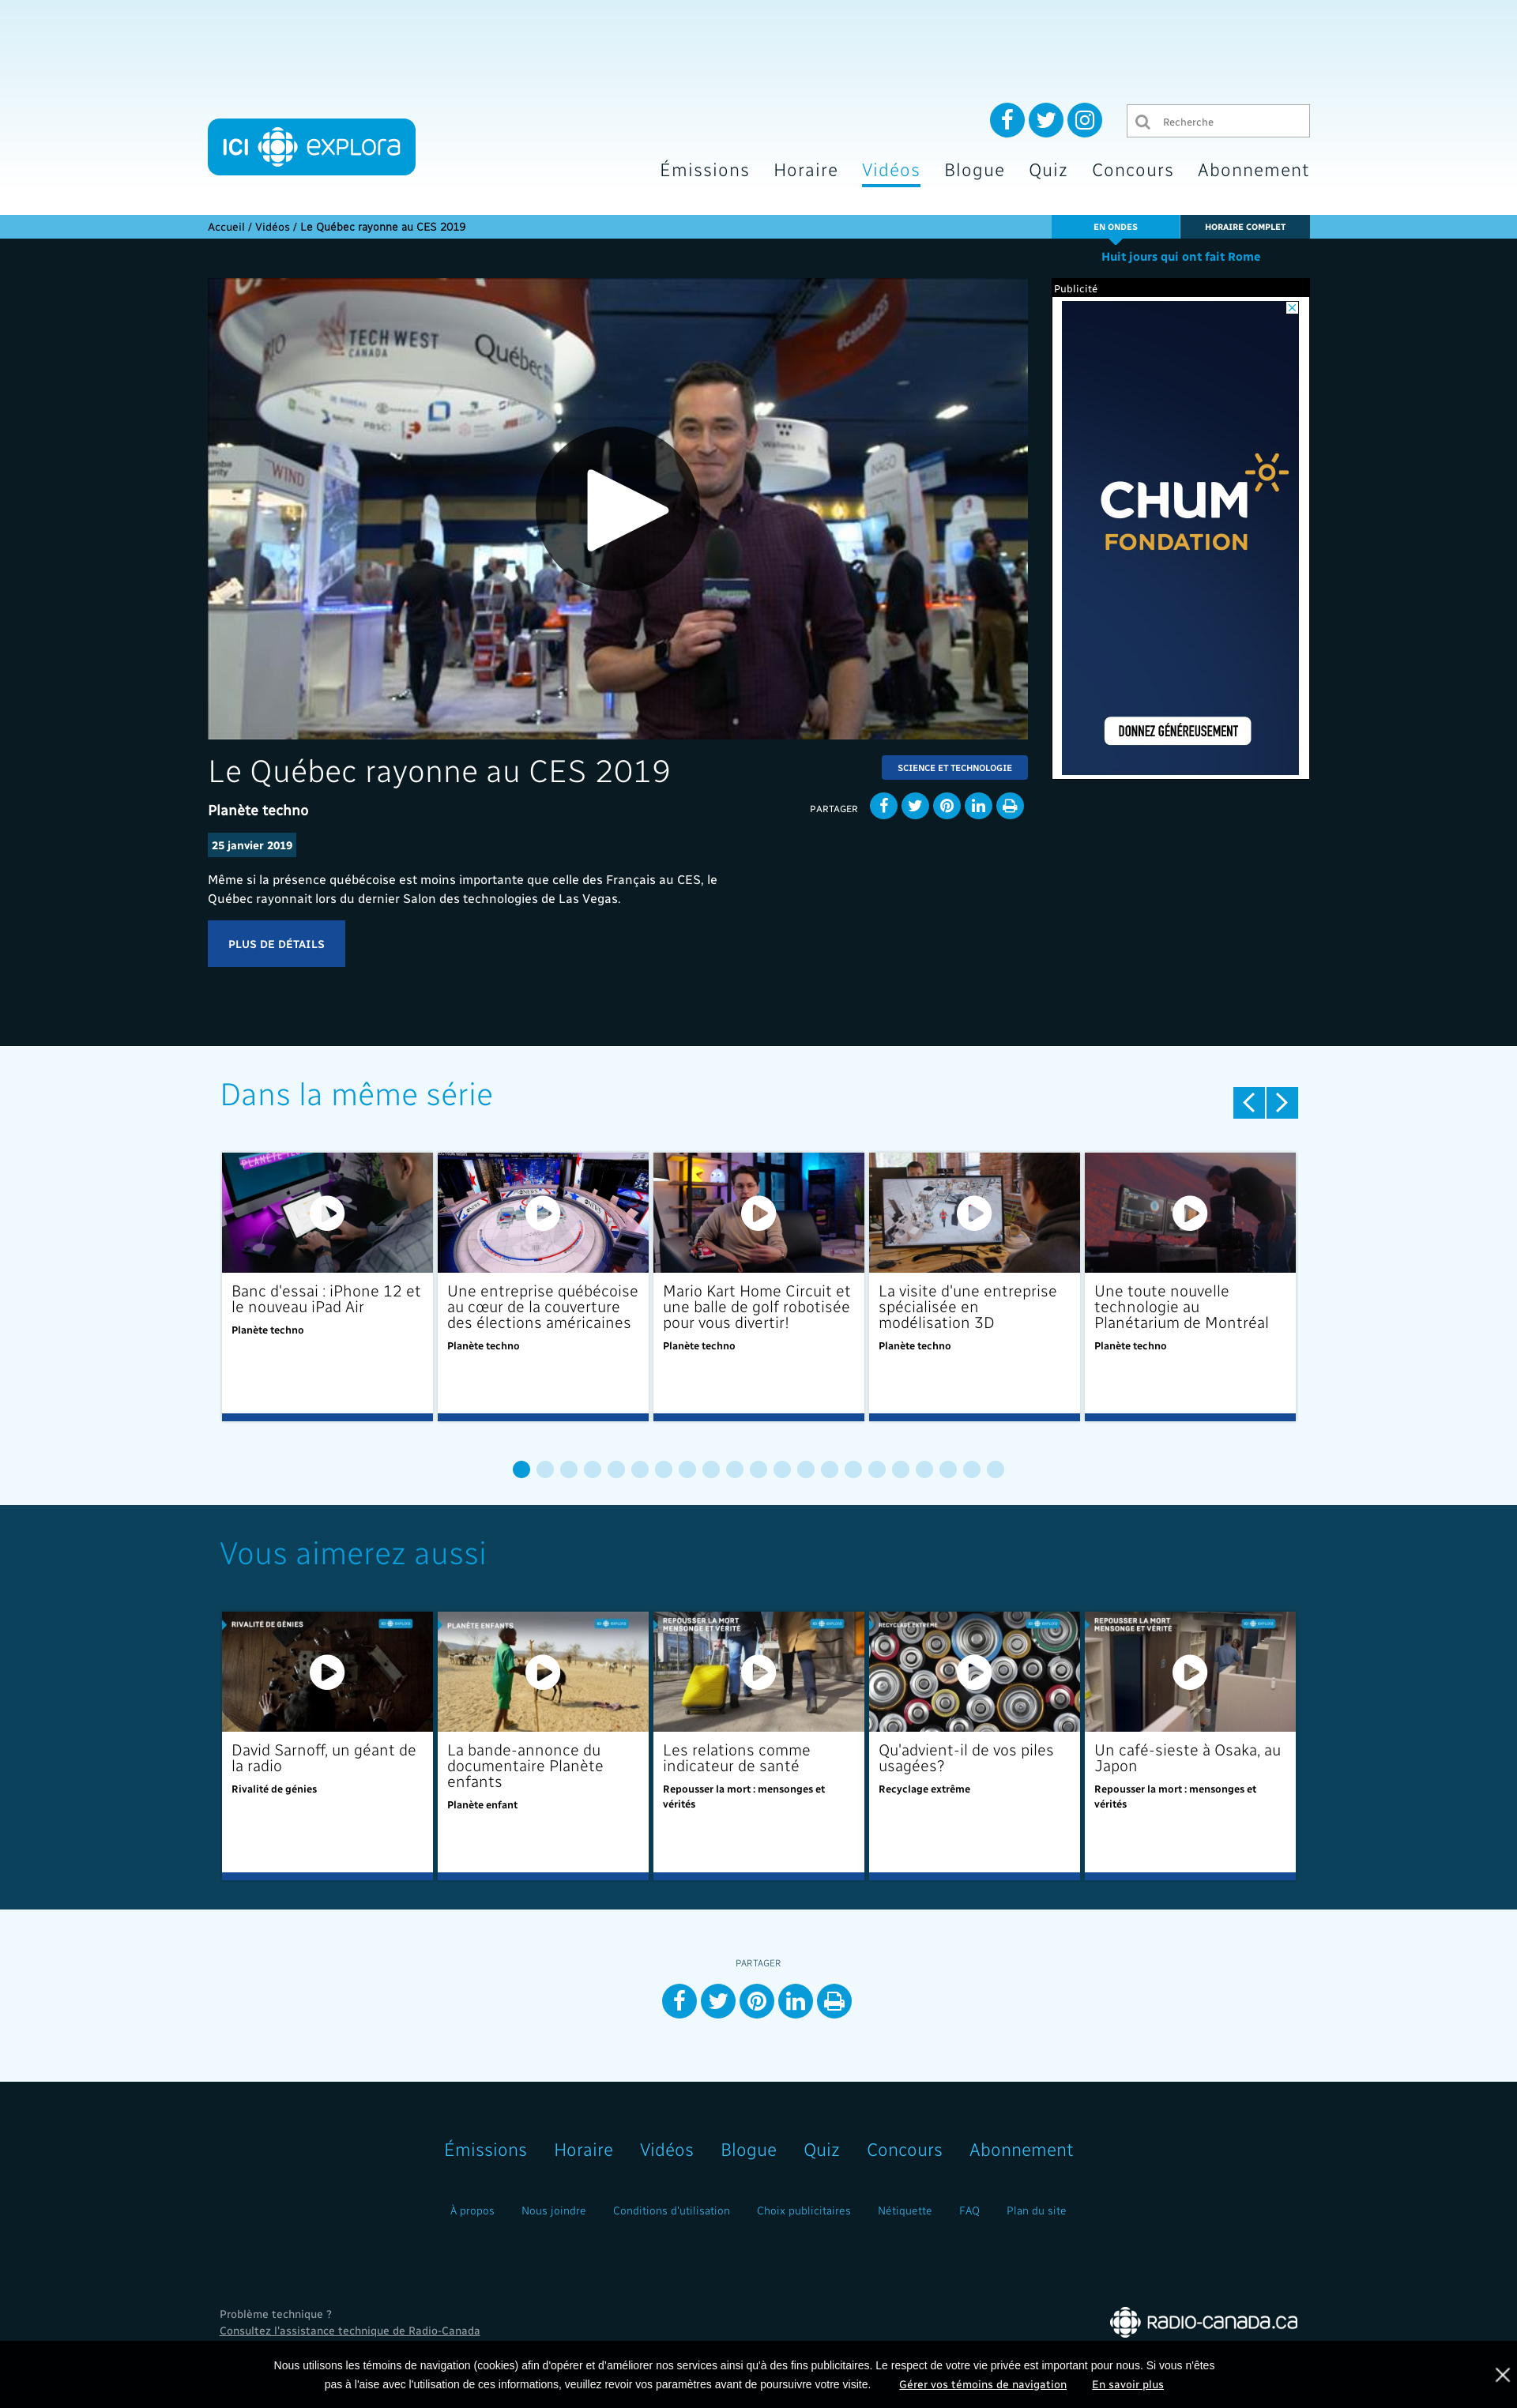 ICI eXPLORA
Recherche
Émissions Horaire Vidéos Blogue Quiz Concours Abonnement
Accueil / Vidéos / Le Québec rayonne au CES 2019
EN ONDES
HORAIRE COMPLET
Huit jours qui ont fait Rome
Publicité
TECH WEST
CANADA
Québec
#CanadaCES
WIND
CHUM
FONDATION
DONNEZ GÉNÉREUSEMENT
Le Québec rayonne au CES 2019
SCIENCE ET TECHNOLOGIE
Planète techno
PARTAGER
25 janvier 2019
Même si la présence québécoise est moins importante que celle des Français au CES, le
Québec rayonnait lors du dernier Salon des technologies de Las Vegas.
PLUS DE DÉTAILS
Dans la même série
Banc d'essai : iPhone 12 et
le nouveau iPad Air
Planète techno
Une entreprise québécoise
au cœur de la couverture
des élections américaines
Planète techno
Mario Kart Home Circuit et
une balle de golf robotisée
pour vous divertir!
Planète techno
La visite d'une entreprise
spécialisée en
modélisation 3D
Planète techno
Une toute nouvelle
technologie au
Planétarium de Montréal
Planète techno
Vous aimerez aussi
RIVALITÉ DE GÉNIES
David Sarnoff, un géant de
la radio
Rivalité de génies
PLANÈTE ENFANTS
La bande-annonce du
documentaire Planète
enfants
Planète enfant
REPOUSSER LA MORT
MENSONGE ET VÉRITÉ
Les relations comme
indicateur de santé
Repousser la mort : mensonges et
vérités
RECYCLAGE EXTRÊME
Qu'advient-il de vos piles
usagées?
Recyclage extrême
REPOUSSER LA MORT
MENSONGE ET VÉRITÉ
Un café-sieste à Osaka, au
Japon
Repousser la mort : mensonges et
vérités
PARTAGER
Émissions Horaire Vidéos Blogue Quiz Concours Abonnement
À propos Nous joindre Conditions d'utilisation Choix publicitaires Nétiquette FAQ Plan du site
Problème technique ?
Consultez l'assistance technique de Radio-Canada
RADIO-CANADA.CA
Nous utilisons les témoins de navigation (cookies) afin d'opérer et d'améliorer nos services ainsi qu'à des fins publicitaires. Le respect de votre vie privée est important pour nous. Si vous n'êtes
pas à l'aise avec l'utilisation de ces informations, veuillez revoir vos paramètres avant de poursuivre votre visite. Gérer vos témoins de navigation En savoir plus